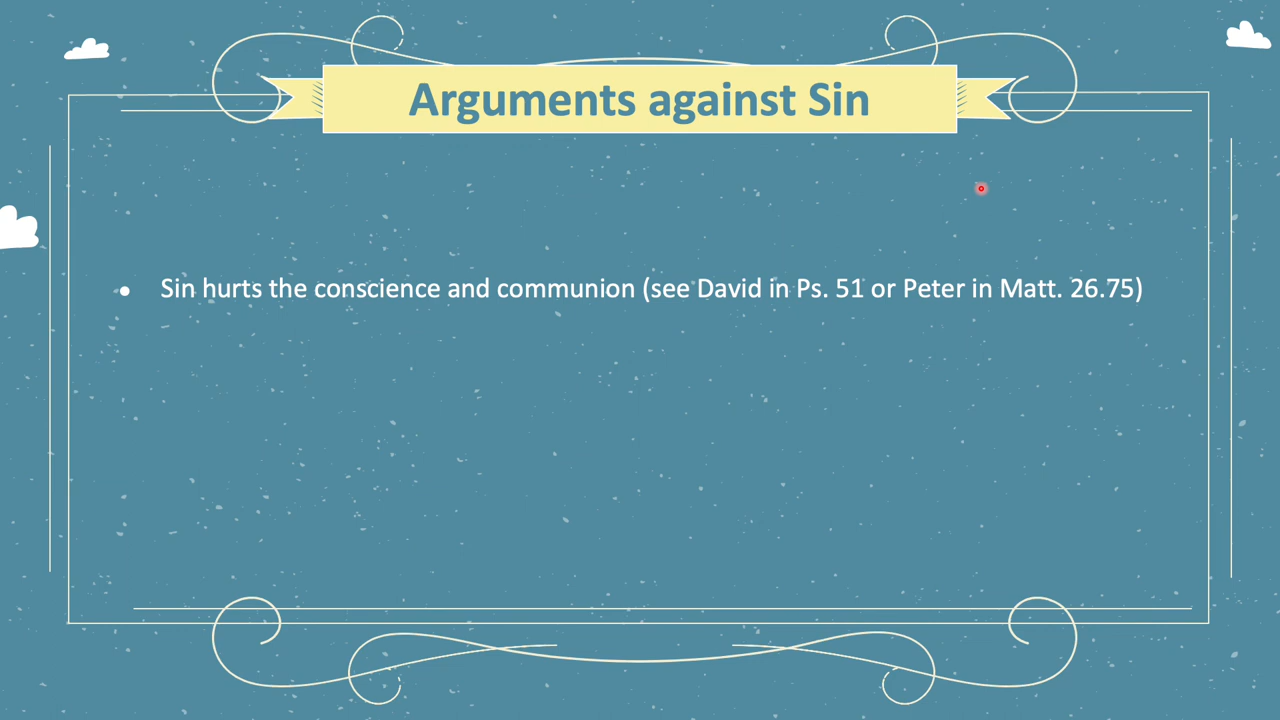 Arguments against Sin
• Sin hurts the conscience and communion (see David in Ps. 51 or Peter in Matt. 26.75)